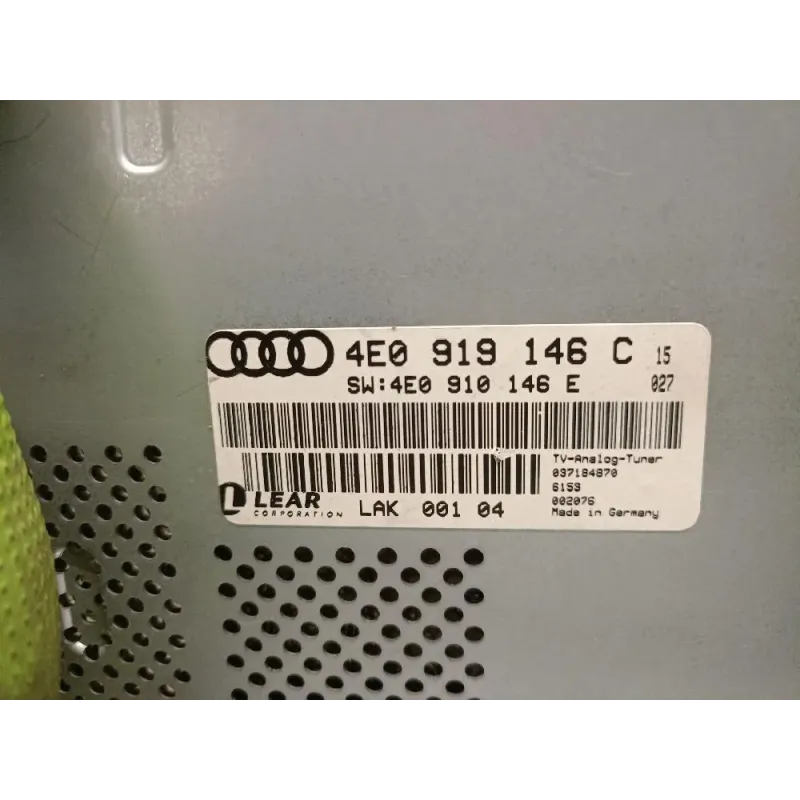 4E0 919 146 C 15
SW:4E0 910 146 E 027
TV-Analog-Tuner
037184870
6153
002076
Made in Germany
LEAR
CORPORATION
LAK 001 04